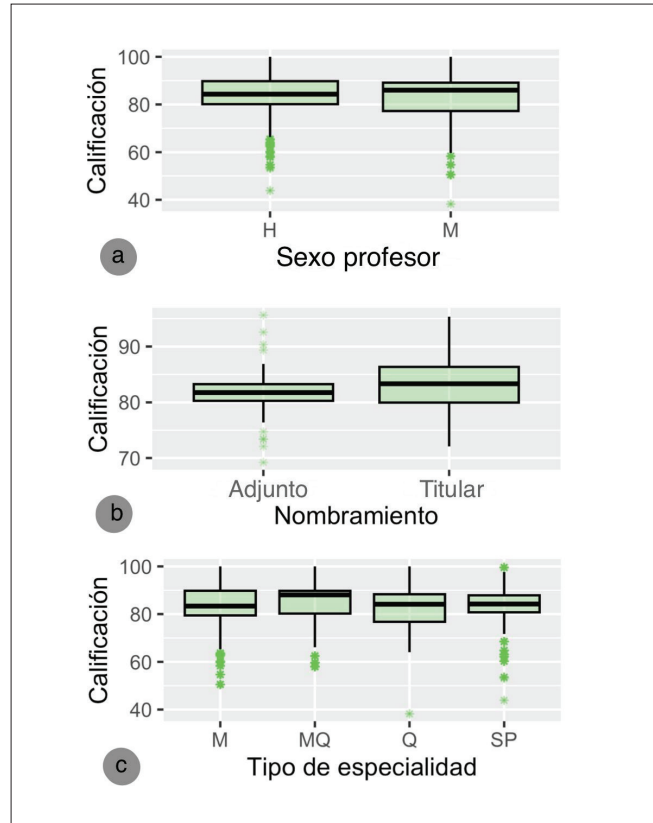 100
80
60
40
Calificación
H M
Sexo profesor
a
90
80
70
Calificación
Adjunto Titular
Nombramiento
b
100
80
60
40
Calificación
M MQ Q SP
Tipo de especialidad
c